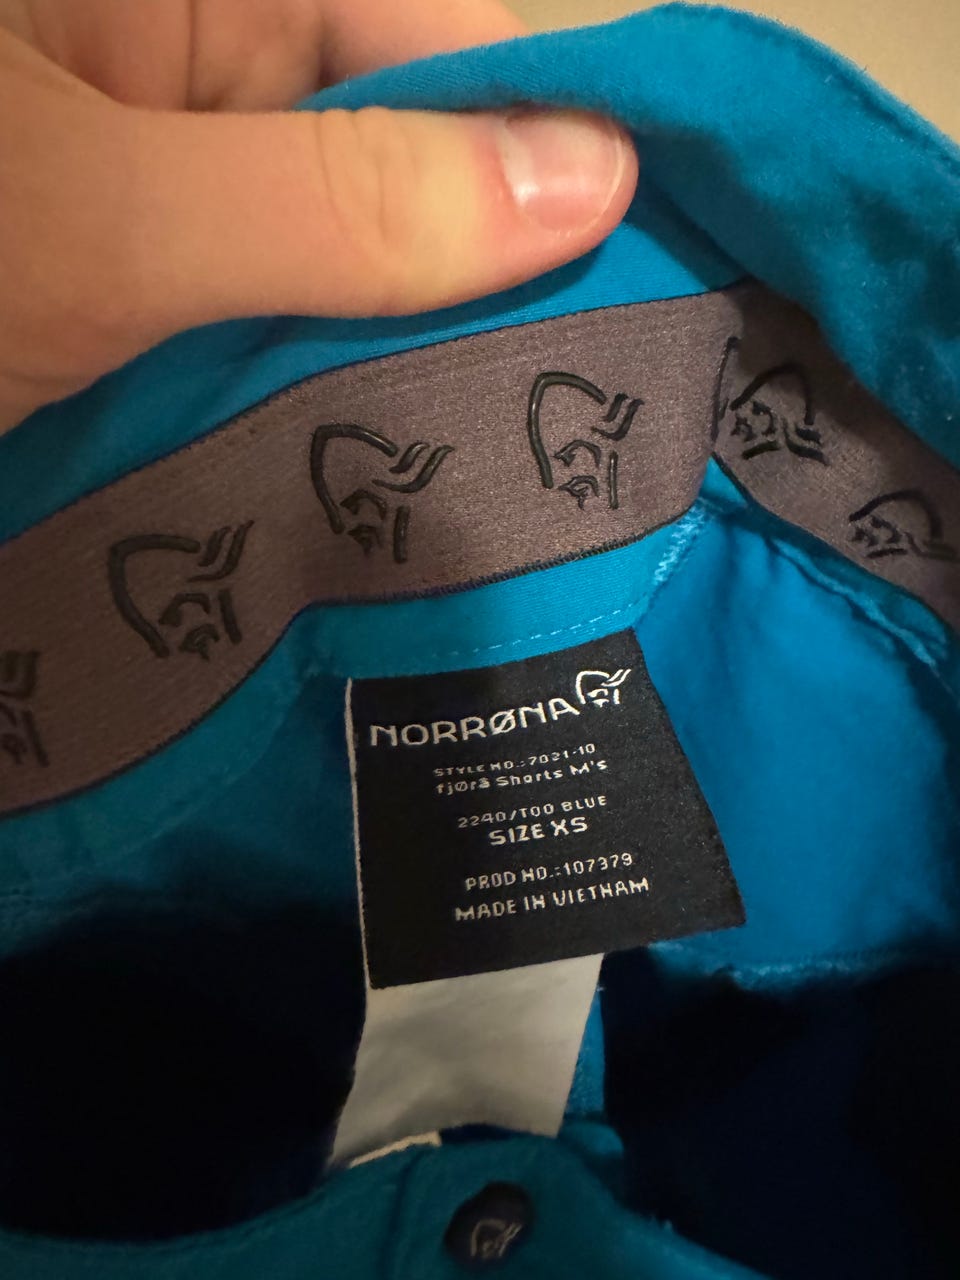 NORRØNA
STYLE NO.:7021-10
fjørå Shorts M's
2240/TOO BLUE
SIZE XS
PROD NO.:107379
MADE IN VIETNAM